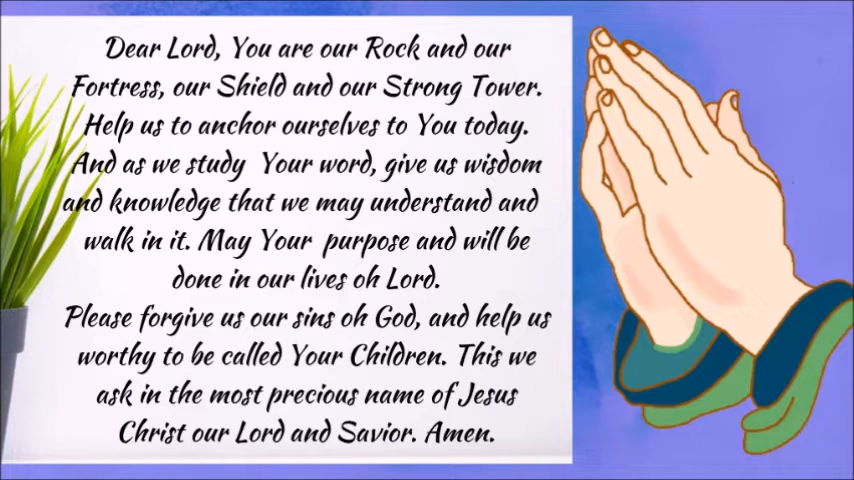 Dear Lord, You are our Rock and our
Fortress, our Shield and our Strong Tower.
Help us to anchor ourselves to You today.
And as we study Your word, give us wisdom
and knowledge that we may understand and
walk in it. May Your purpose and will be
done in our lives oh Lord.
Please forgive us our sins oh God, and help us
worthy to be called Your Children. This we
ask in the most precious name of Jesus
Christ our Lord and Savior. Amen.